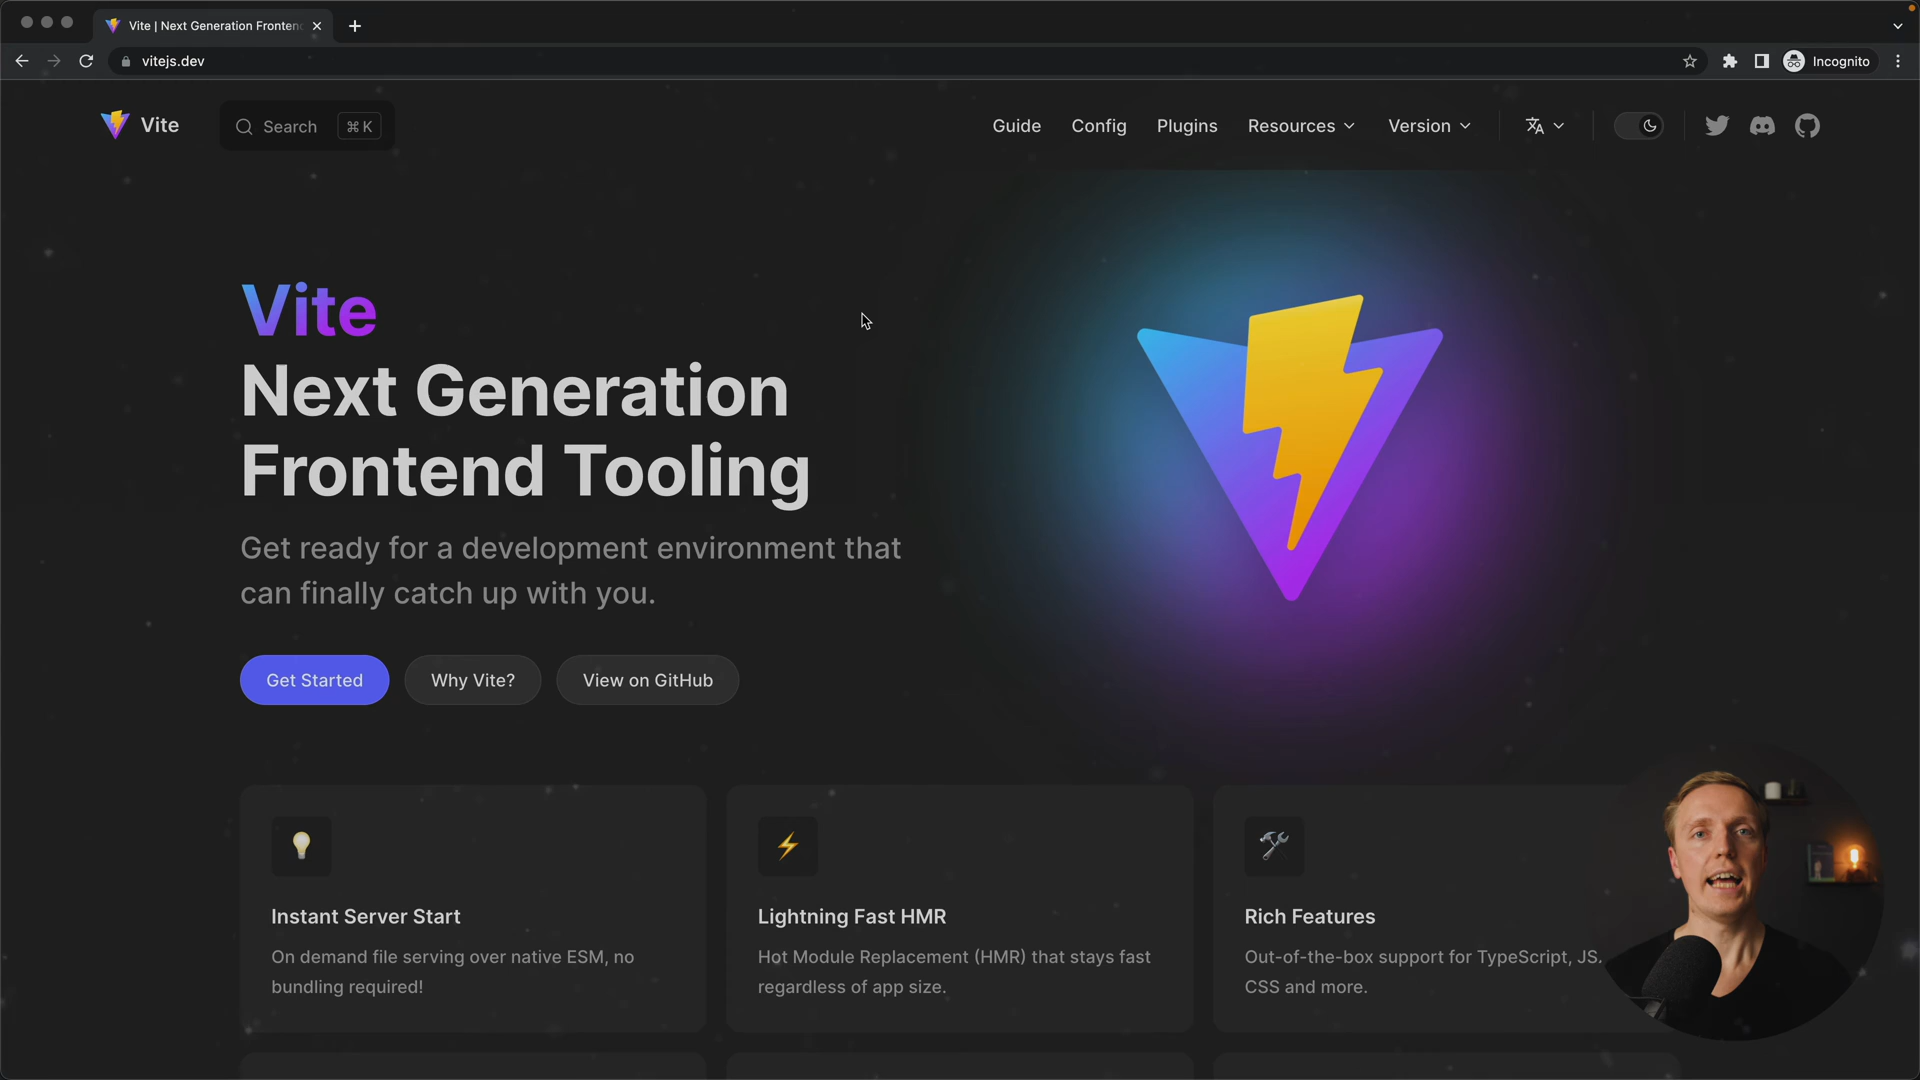 Vite | Next Generation Fronten
vitejs.dev
Incognito
Vite
Search
⌘ K
Guide
Config
Plugins
Resources
Version
Vite
Next Generation
Frontend Tooling
Get ready for a development environment that
can finally catch up with you.
Get Started
Why Vite?
View on GitHub
Instant Server Start
On demand file serving over native ESM, no
bundling required!
Lightning Fast HMR
Hot Module Replacement (HMR) that stays fast
regardless of app size.
Rich Features
Out-of-the-box support for TypeScript, JS
CSS and more.